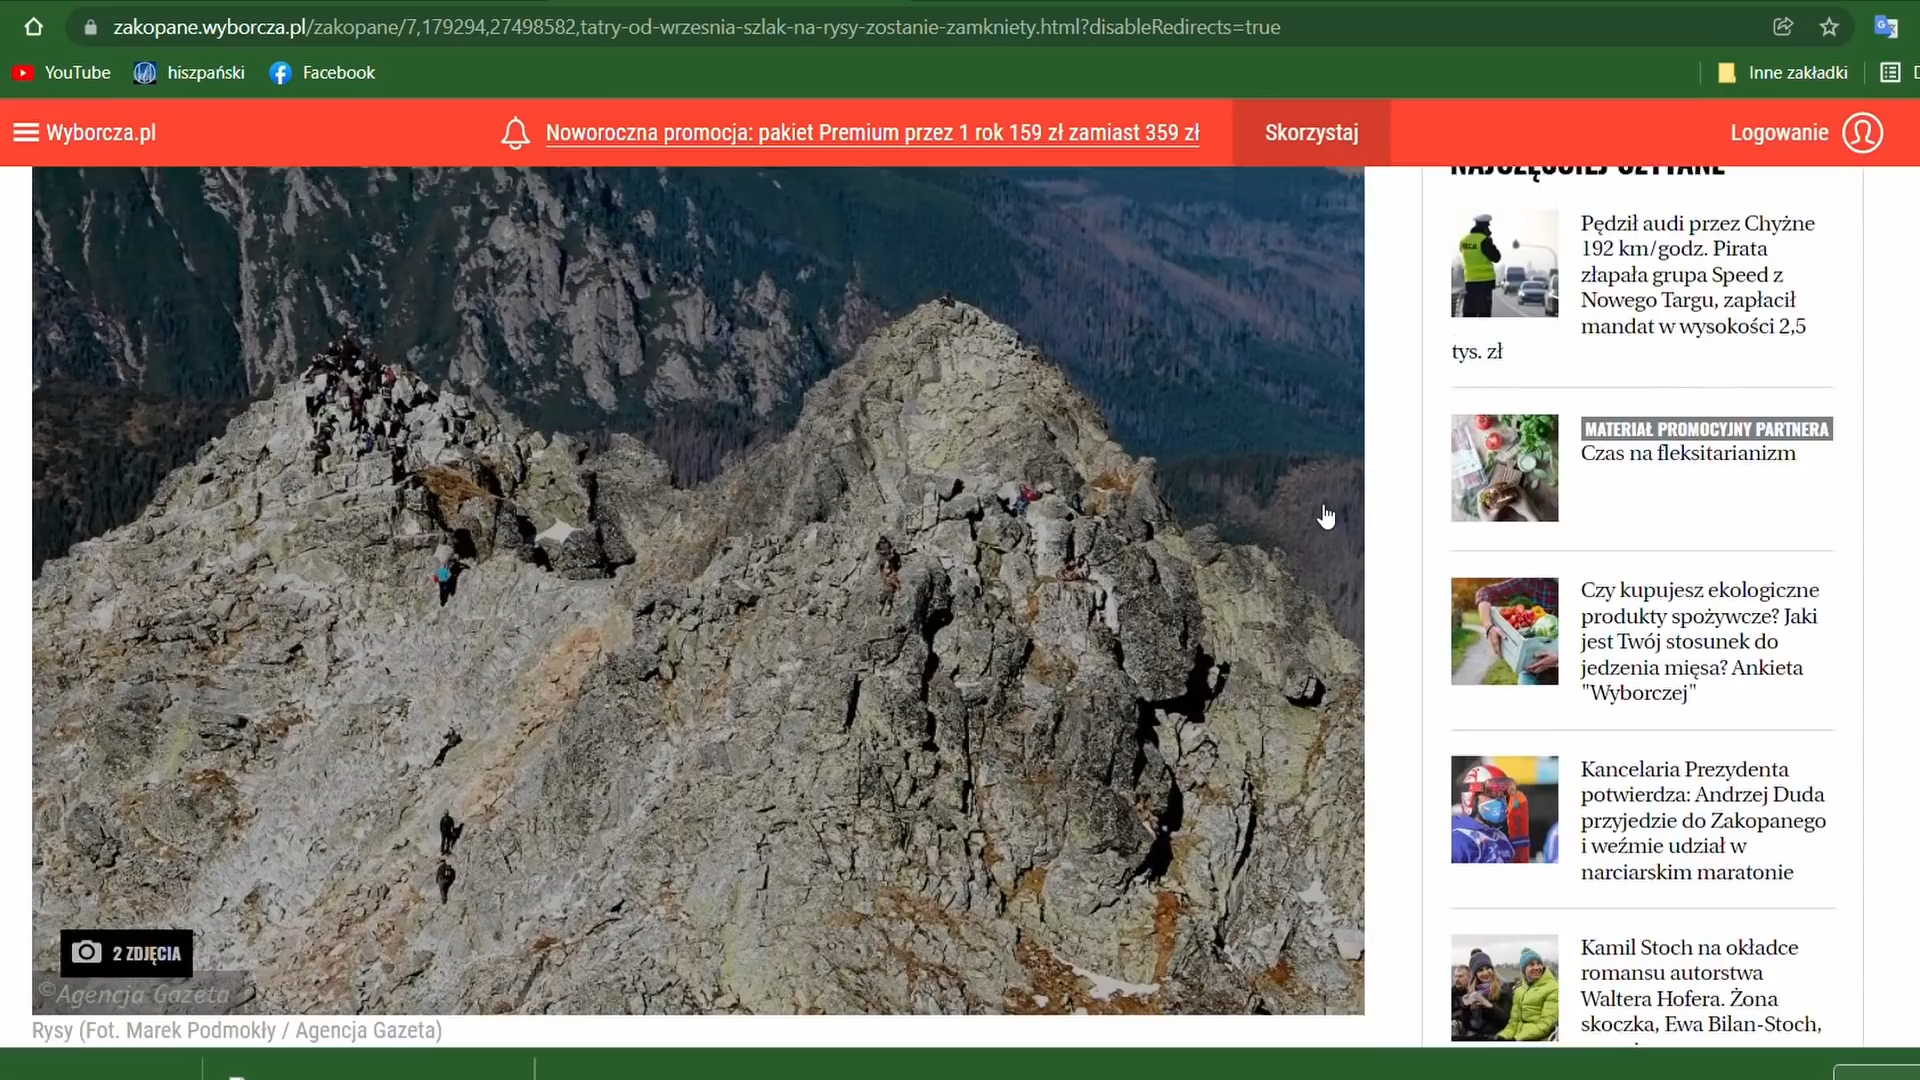 zakopane.wyborcza.pl/zakopane/7,179294,27498582,tatry-od-wrzesnia-szlak-na-rysy-zostanie-zamkniety.html?disableRedirects=true
YouTube hiszpański Facebook Inne zakładki
Wyborcza.pl Noworoczna promocja: pakiet Premium przez 1 rok 159 zł zamiast 359 zł Skorzystaj Logowanie
NAJCZĘŚCIEJ CZYTANE
Pędził audi przez Chyżne
192 km/godz. Pirata
złapała grupa Speed z
Nowego Targu, zapłacił
mandat w wysokości 2,5
tys. zł
MATERIAŁ PROMOCYJNY PARTNERA
Czas na fleksitarianizm
Czy kupujesz ekologiczne
produkty spożywcze? Jaki
jest Twój stosunek do
jedzenia mięsa? Ankieta
"Wyborczej"
Kancelaria Prezydenta
potwierdza: Andrzej Duda
przyjedzie do Zakopanego
i weźmie udział w
narciarskim maratonie
Kamil Stoch na okładce
romansu autorstwa
Waltera Hofera. Żona
skoczka, Ewa Bilan-Stoch,
2 ZDJĘCIA
©Agencja Gazeta
Rysy (Fot. Marek Podmokły / Agencja Gazeta)